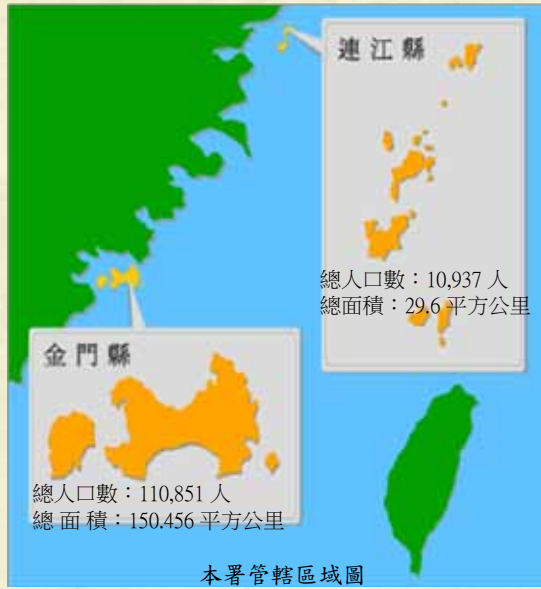 連江縣
總人口數：10,937 人
總面積：29.6 平方公里
金門縣
總人口數：110,851 人
總 面 積：150.456 平方公里
本署管轄區域圖